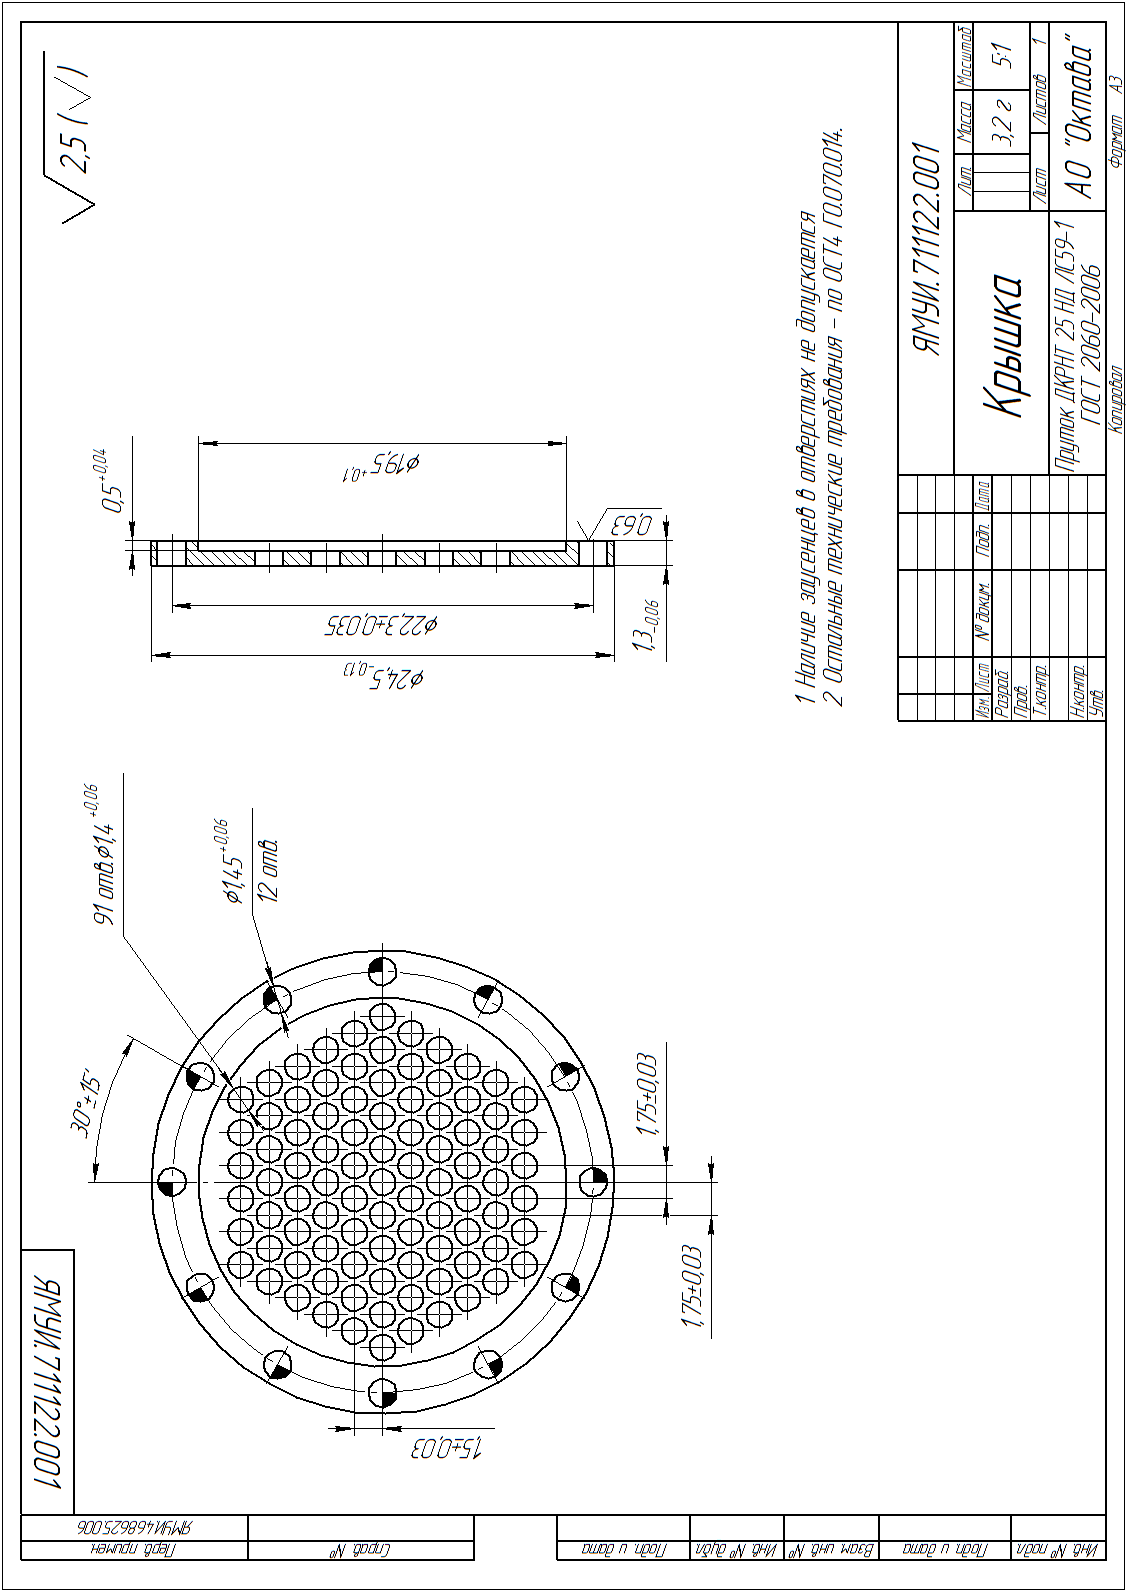 ЯМУИ.711122.001
Перв. примен.
ЯМУИ.468625.006
Справ. №
Подп. и дата
Инв. № дубл.
Взам. инв. №
Подп. и дата
Инв. № подл.
√ 2,5 (√)
30°±15'
91 отв.⌀1,4 +0,06
⌀1,45 +0,06
12 отв.
1,75±0,03
1,75±0,03
1,5±0,03
0,5 +0,04
⌀19,5 +0,1
0,63
⌀22,3±0,035
⌀24,5 -0,13
1,3 -0,06
1 Наличие заусенцев в отверстиях не допускается
2 Остальные технические требования – по ОСТ4 ГО.070.014.
ЯМУИ.711122.001
Изм. Лист № докум. Подп. Дата
Разраб.
Пров.
Т.контр.
Н.контр.
Утв.
Крышка
Лит. Масса Масштаб
3,2 г 5:1
Лист Листов 1
Пруток ДКРНТ 25 НД ЛС59-1
ГОСТ 2060-2006
АО "Октава"
Копировал
Формат А3